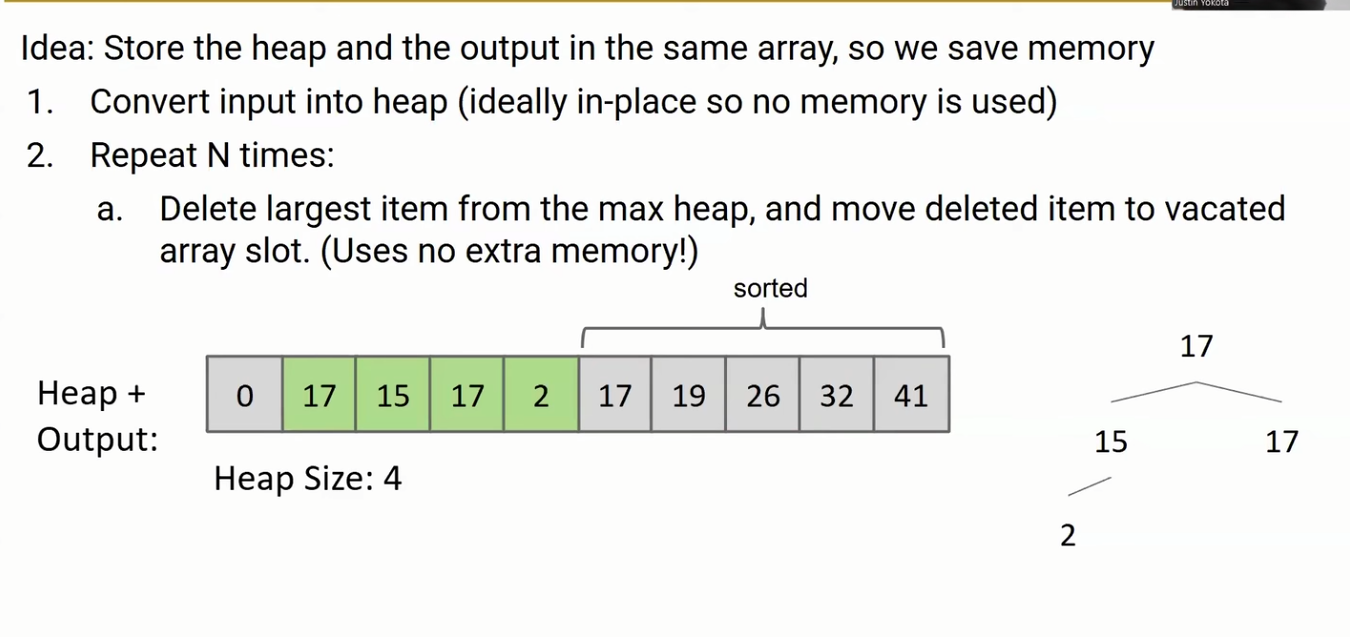 Justin Yokota
Idea: Store the heap and the output in the same array, so we save memory
1. Convert input into heap (ideally in-place so no memory is used)
2. Repeat N times:
a. Delete largest item from the max heap, and move deleted item to vacated
array slot. (Uses no extra memory!)
sorted
Heap +
Output:
0 17 15 17 2 17 19 26 32 41
Heap Size: 4
17
15 17
2